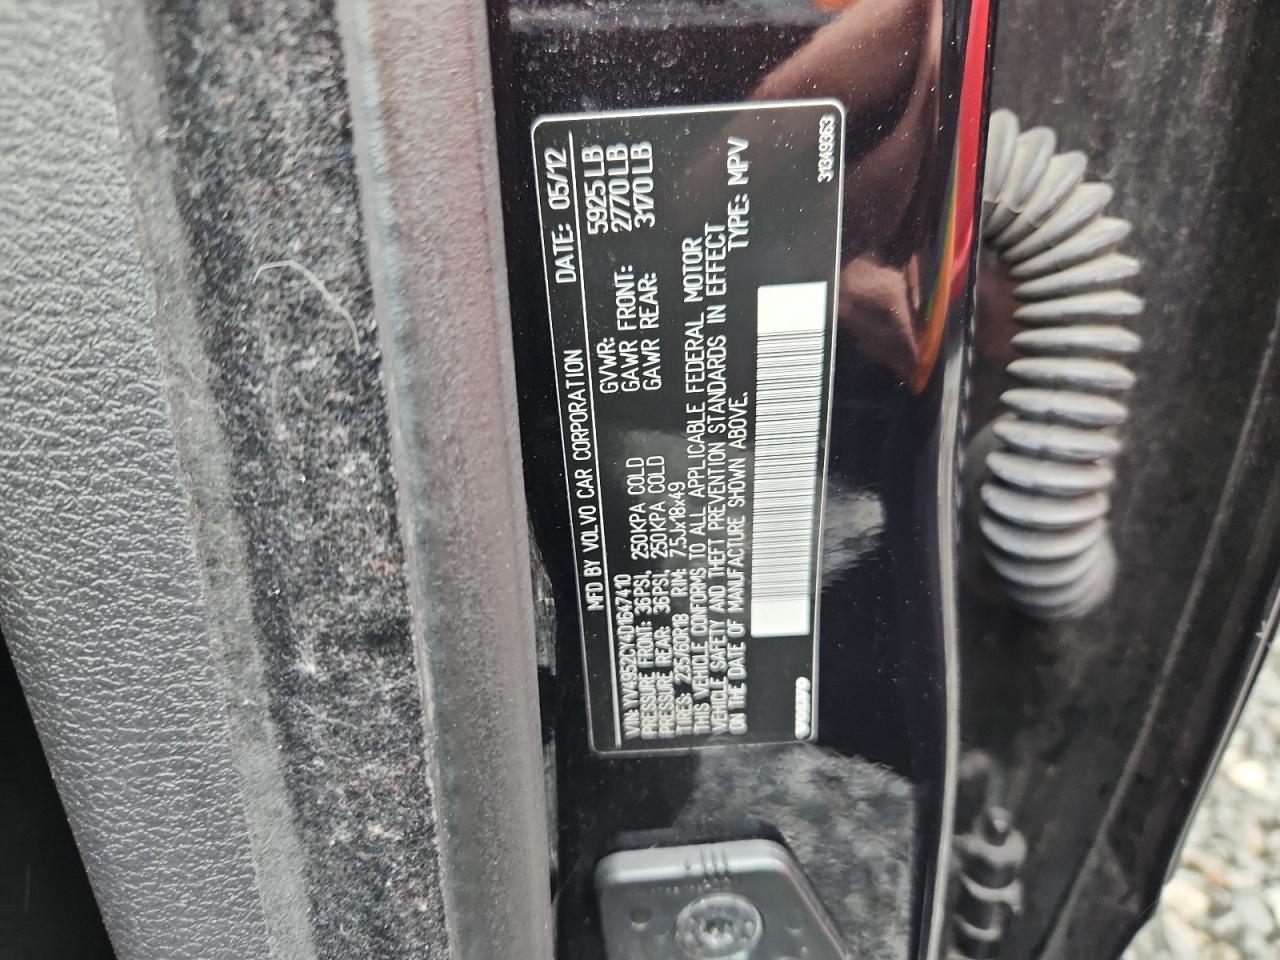 MFD BY VOLVO CAR CORPORATION DATE: 05/12
GVWR: 5925 LB
GAWR FRONT: 2770 LB
GAWR REAR: 3170 LB
VIN: YV4952CY4D1647410
PRESSURE FRONT: 36PSI, 250KPA COLD
PRESSURE REAR: 36PSI, 250KPA COLD
TIRES: 235/60R18 RIM: 7.5Jx18x49
THIS VEHICLE CONFORMS TO ALL APPLICABLE FEDERAL MOTOR
VEHICLE SAFETY AND THEFT PREVENTION STANDARDS IN EFFECT
ON THE DATE OF MANUFACTURE SHOWN ABOVE. TYPE: MPV
VOLVO
31349363